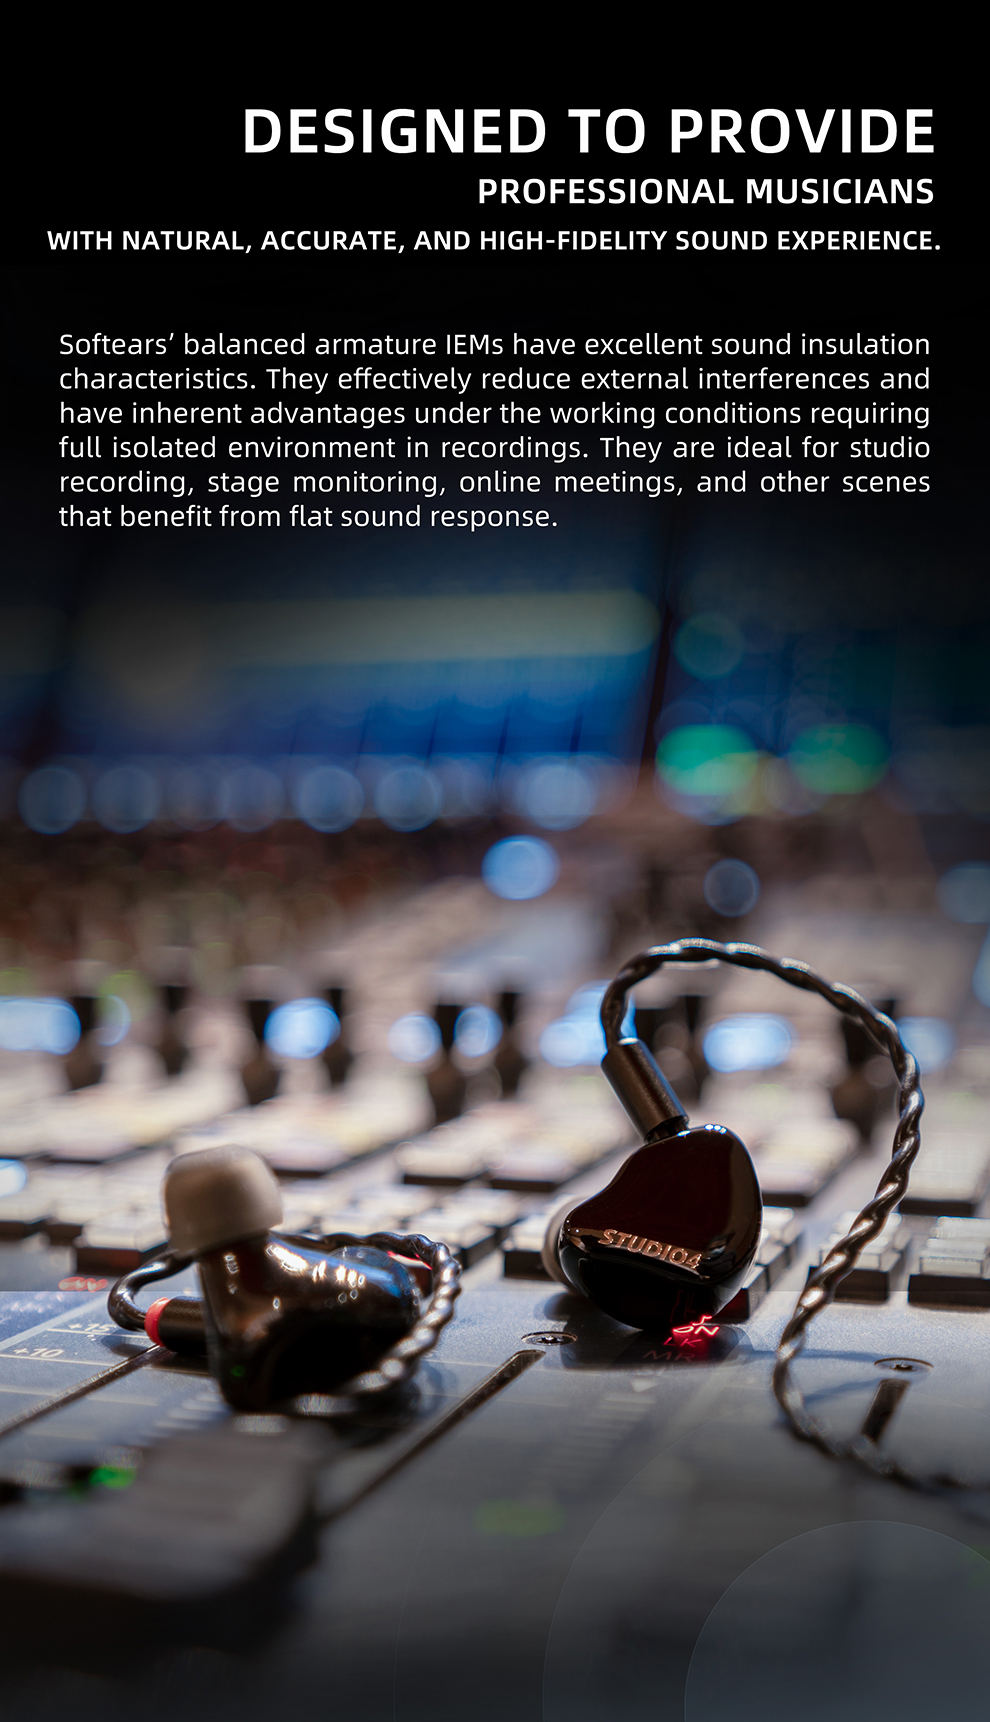 DESIGNED TO PROVIDE
PROFESSIONAL MUSICIANS
WITH NATURAL, ACCURATE, AND HIGH-FIDELITY SOUND EXPERIENCE.
Softears’ balanced armature IEMs have excellent sound insulation
characteristics. They effectively reduce external interferences and
have inherent advantages under the working conditions requiring
full isolated environment in recordings. They are ideal for studio
recording, stage monitoring, online meetings, and other scenes
that benefit from flat sound response.
STUDIO4
+15
+10
ON